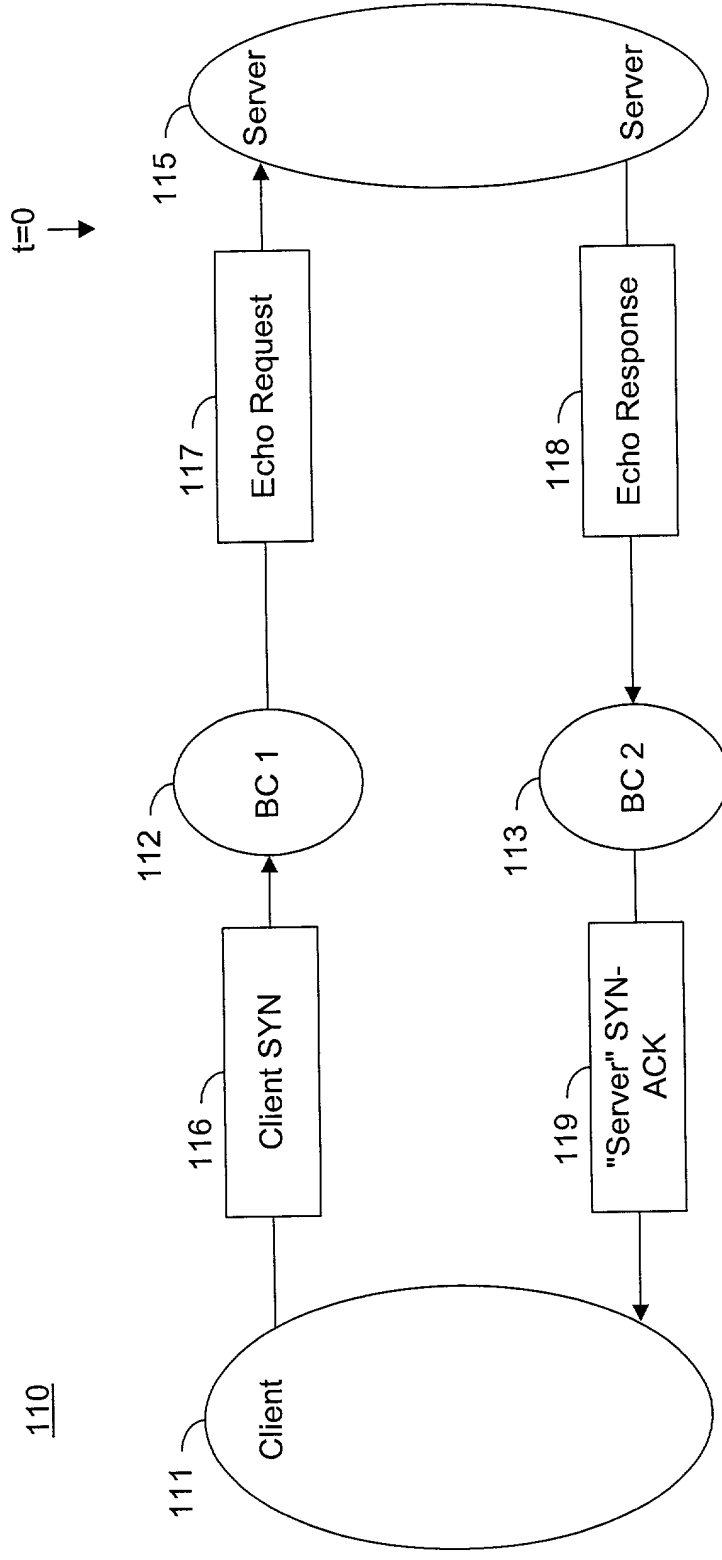 110
t=0
111
Client
116
Client SYN
112
BC 1
117
Echo Request
115
Server
119
"Server" SYN-
ACK
113
BC 2
118
Echo Response
Server